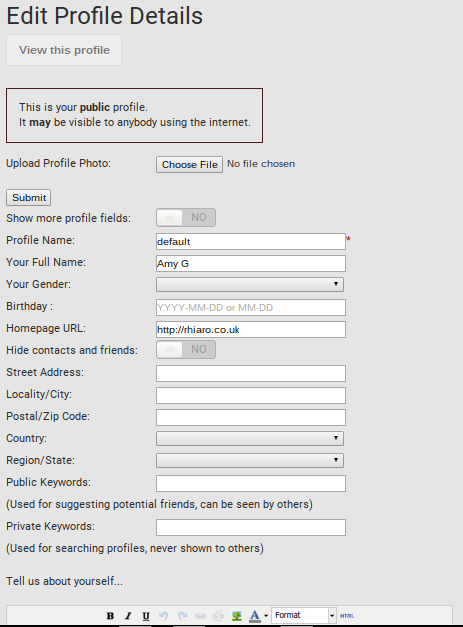 Edit Profile Details
View this profile
This is your public profile.
It may be visible to anybody using the internet.
Upload Profile Photo: Choose File No file chosen
Submit
Show more profile fields: NO
Profile Name: default *
Your Full Name: Amy G
Your Gender:
Birthday : YYYY-MM-DD or MM-DD
Homepage URL: http://rhiaro.co.uk
Hide contacts and friends: NO
Street Address:
Locality/City:
Postal/Zip Code:
Country:
Region/State:
Public Keywords:
(Used for suggesting potential friends, can be seen by others)
Private Keywords:
(Used for searching profiles, never shown to others)
Tell us about yourself...
B I U A Format HTML